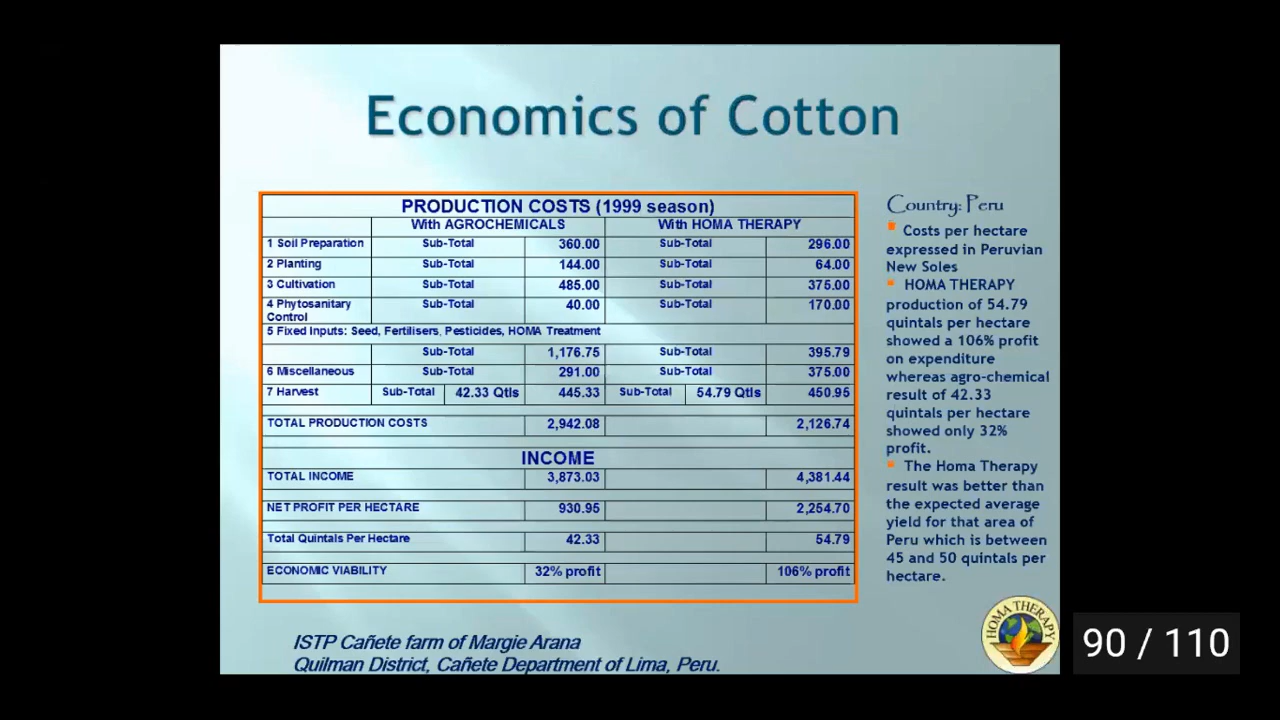 Economics of Cotton
PRODUCTION COSTS (1999 season)
With AGROCHEMICALS With HOMA THERAPY
1 Soil Preparation Sub-Total 360.00 Sub-Total 296.00
2 Planting Sub-Total 144.00 Sub-Total 64.00
3 Cultivation Sub-Total 485.00 Sub-Total 375.00
4 Phytosanitary Sub-Total 40.00 Sub-Total 170.00
Control
5 Fixed Inputs: Seed, Fertilisers, Pesticides, HOMA Treatment
Sub-Total 1,176.75 Sub-Total 395.79
6 Miscellaneous Sub-Total 291.00 Sub-Total 375.00
7 Harvest Sub-Total 42.33 Qtls 445.33 Sub-Total 54.79 Qtls 450.95
TOTAL PRODUCTION COSTS 2,942.08 2,126.74
INCOME
TOTAL INCOME 3,873.03 4,381.44
NET PROFIT PER HECTARE 930.95 2,254.70
Total Quintals Per Hectare 42.33 54.79
ECONOMIC VIABILITY 32% profit 106% profit
Country: Peru
Costs per hectare
expressed in Peruvian
New Soles
HOMA THERAPY
production of 54.79
quintals per hectare
showed a 106% profit
on expenditure
whereas agro-chemical
result of 42.33
quintals per hectare
showed only 32%
profit.
The Homa Therapy
result was better than
the expected average
yield for that area of
Peru which is between
45 and 50 quintals per
hectare.
ISTP Cañete farm of Margie Arana
Quilman District, Cañete Department of Lima, Peru.
HOMA THERAPY
90 / 110